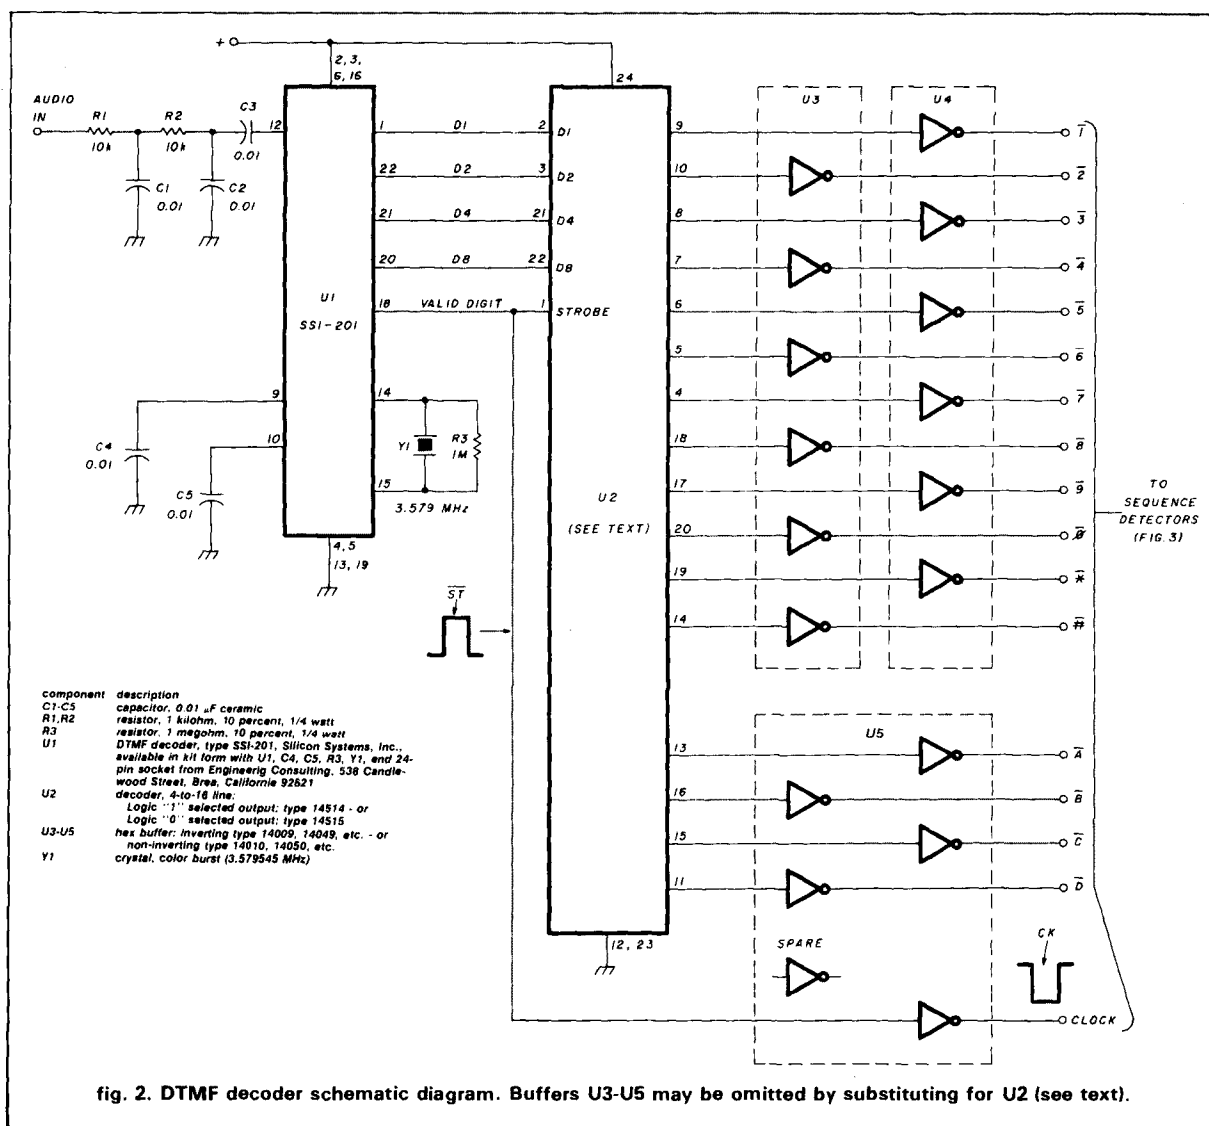 +
2, 3,
6, 16
24
AUDIO
IN
R1
10k
R2
10k
C3
0.01
12
C1
0.01
C2
0.01
1
D1
2
D1
22
D2
3
D2
21
D4
21
D4
20
D8
22
D8
18
VALID DIGIT
1
STROBE
U1
SSI-201
9
10
C4
0.01
C5
0.01
14
15
Y1
R3
1M
3.579 MHz
4, 5
13, 19
ST
U2
(SEE TEXT)
12, 23
U3
U4
9
1
10
2
8
3
7
4
6
5
5
6
4
7
18
8
17
9
20
0
19
*
14
#
TO
SEQUENCE
DETECTORS
(FIG. 3)
U5
13
A
16
B
15
C
11
D
SPARE
CK
CLOCK
component description
C1-C5 capacitor, 0.01 µF ceramic
R1,R2 resistor, 1 kilohm, 10 percent, 1/4 watt
R3 resistor, 1 megohm, 10 percent, 1/4 watt
U1 DTMF decoder, type SSI-201, Silicon Systems, Inc.,
available in kit form with U1, C4, C5, R3, Y1, end 24-
pin socket from Engineerig Consulting, 538 Candle-
wood Street, Brea, Californie 92621
U2 decoder, 4-to-16 line:
Logic "1" selected output; type 14514 - or
Logic "0" selected output; type 14515
U3-U5 hex buffer: inverting type 14009, 14049, etc. - or
non-inverting type 14010, 14050, etc.
Y1 crystal, color burst (3.579545 MHz)
fig. 2. DTMF decoder schematic diagram. Buffers U3-U5 may be omitted by substituting for U2 (see text).